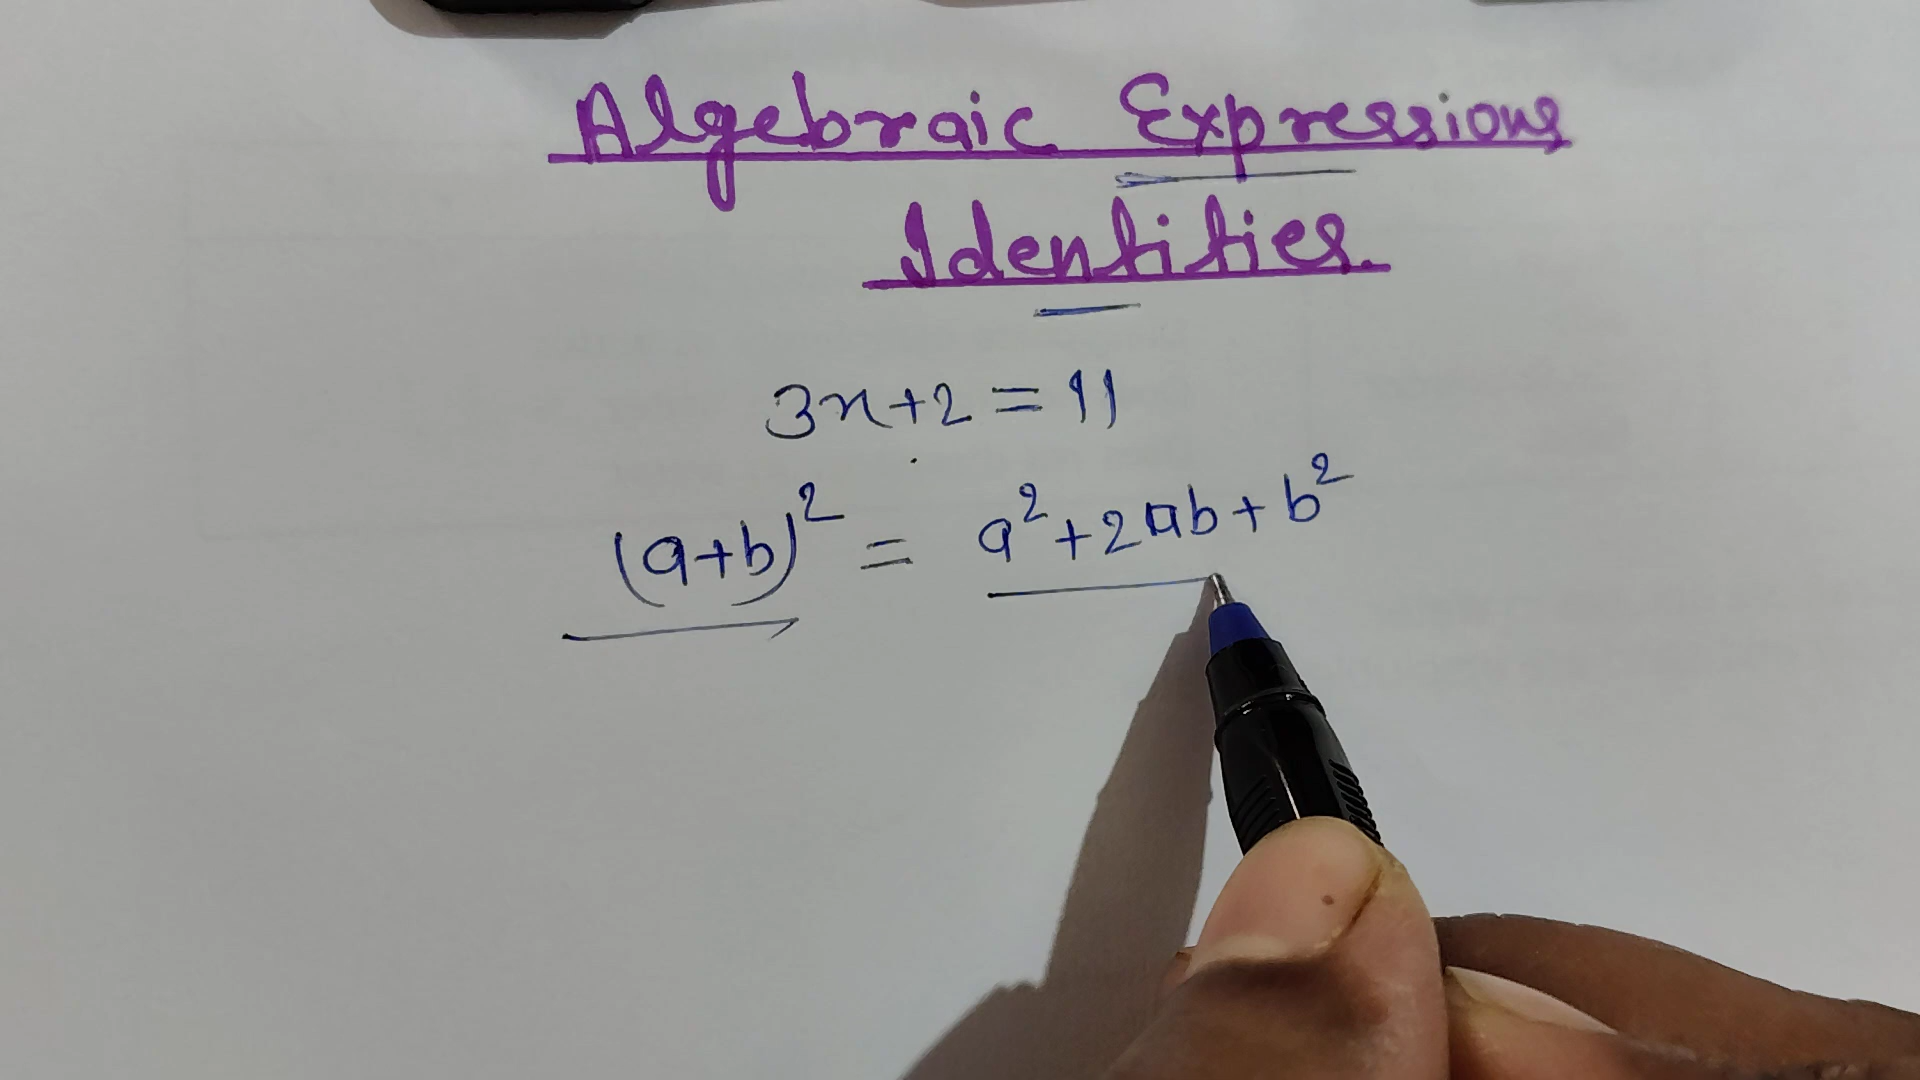 Algebraic Expressions
Identities.
3x+2 = 11
(a+b)² = a²+2ab+b²